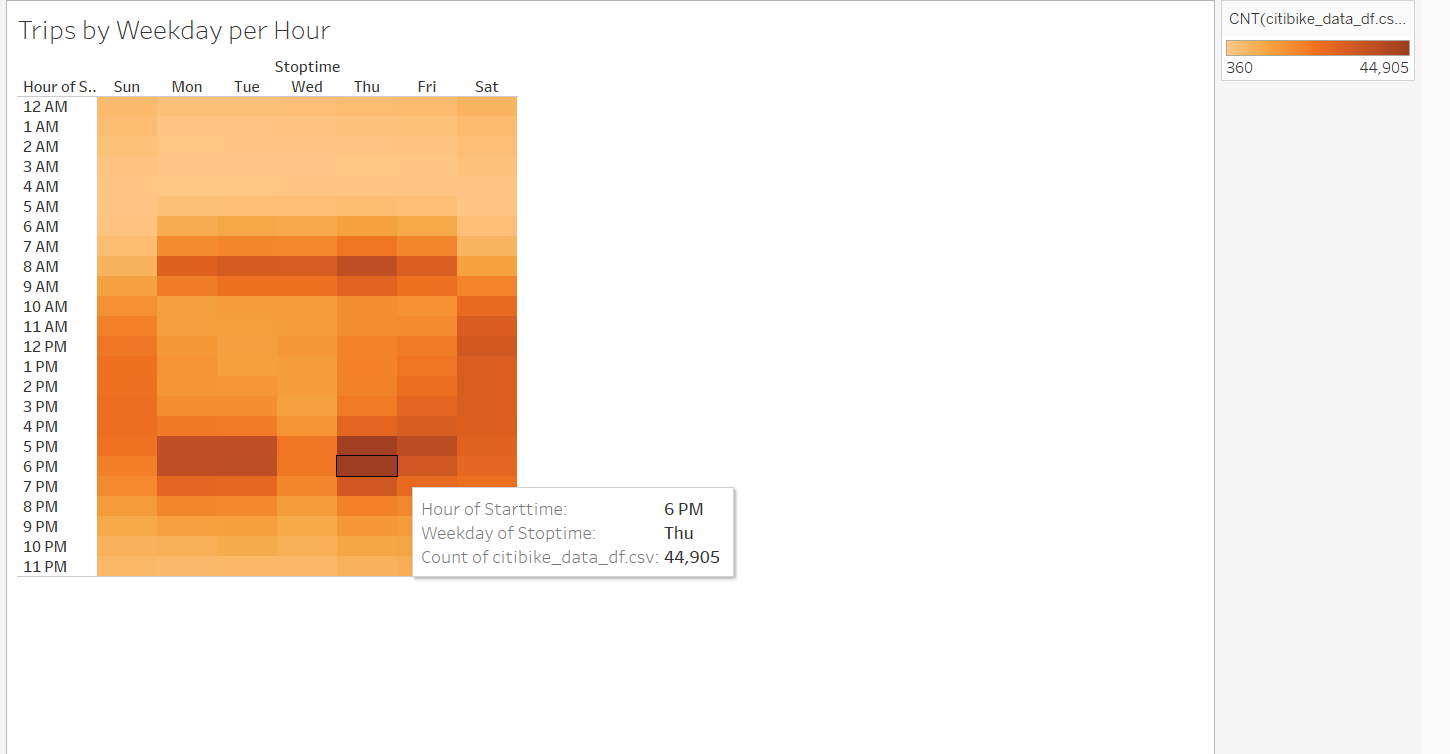 Trips by Weekday per Hour
CNT(citibike_data_df.cs...
360 44,905
Stoptime
Hour of S.. Sun Mon Tue Wed Thu Fri Sat
12 AM
1 AM
2 AM
3 AM
4 AM
5 AM
6 AM
7 AM
8 AM
9 AM
10 AM
11 AM
12 PM
1 PM
2 PM
3 PM
4 PM
5 PM
6 PM
7 PM
8 PM
9 PM
10 PM
11 PM
Hour of Starttime: 6 PM
Weekday of Stoptime: Thu
Count of citibike_data_df.csv: 44,905